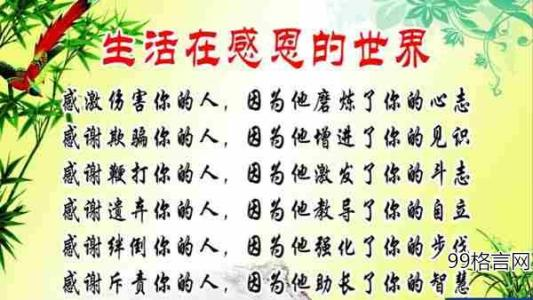 生活在感恩的世界
感激伤害你的人，因为他磨炼了你的心志
感谢欺骗你的人，因为他增进了你的见识
感谢鞭打你的人，因为他激发了你的斗志
感谢遗弃你的人，因为他教导了你的自立
感谢绊倒你的人，因为他强化了你的步伐
感谢斥责你的人，因为他助长了你的智慧
99格言网